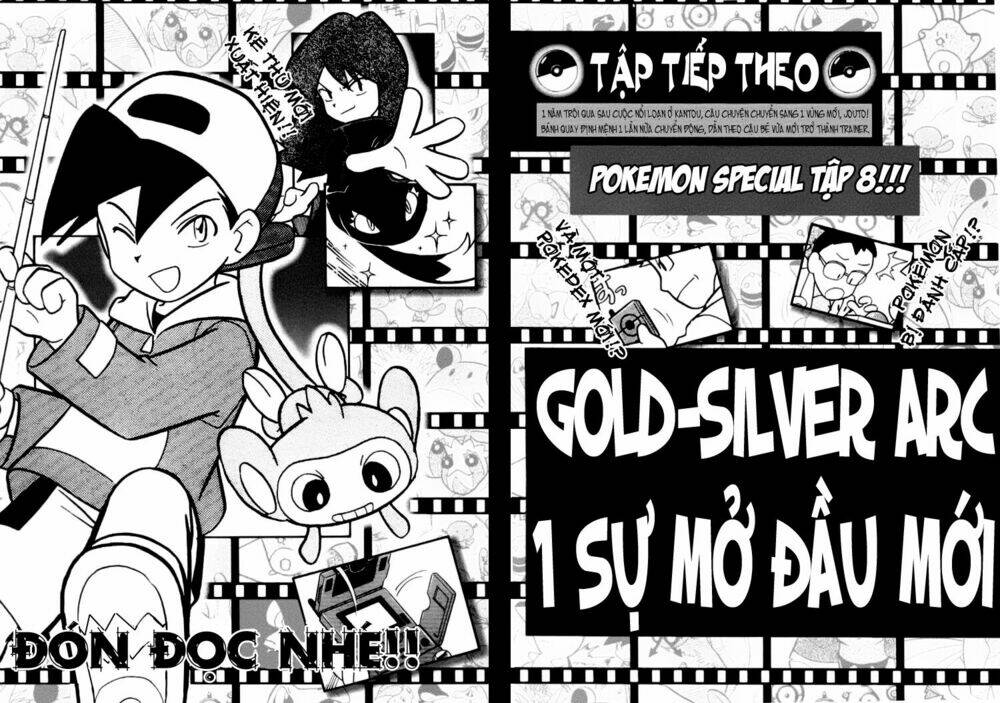 KẺ THÙ MỚI
XUẤT HIỆN!!
TẬP TIẾP THEO
1 NĂM TRÔI QUA SAU CUỘC NỔI LOẠN Ở KANTOU, CÂU CHUYỆN CHUYỂN SANG 1 VÙNG MỚI, JOUTO!
BÁNH QUAY ĐỊNH MỆNH 1 LẦN NỮA CHUYỂN ĐỘNG, DẪN THEO CẬU BÉ VỪA MỚI TRỞ THÀNH TRAINER.
POKEMON SPECIAL TẬP 8!!!
VÀ MỘT
POKEDEX MỚI!?
POKEMON
BỊ ĐÁNH CẮP!?
GOLD-SILVER ARC
1 SỰ MỞ ĐẦU MỚI
ĐÓN ĐỌC NHE!!